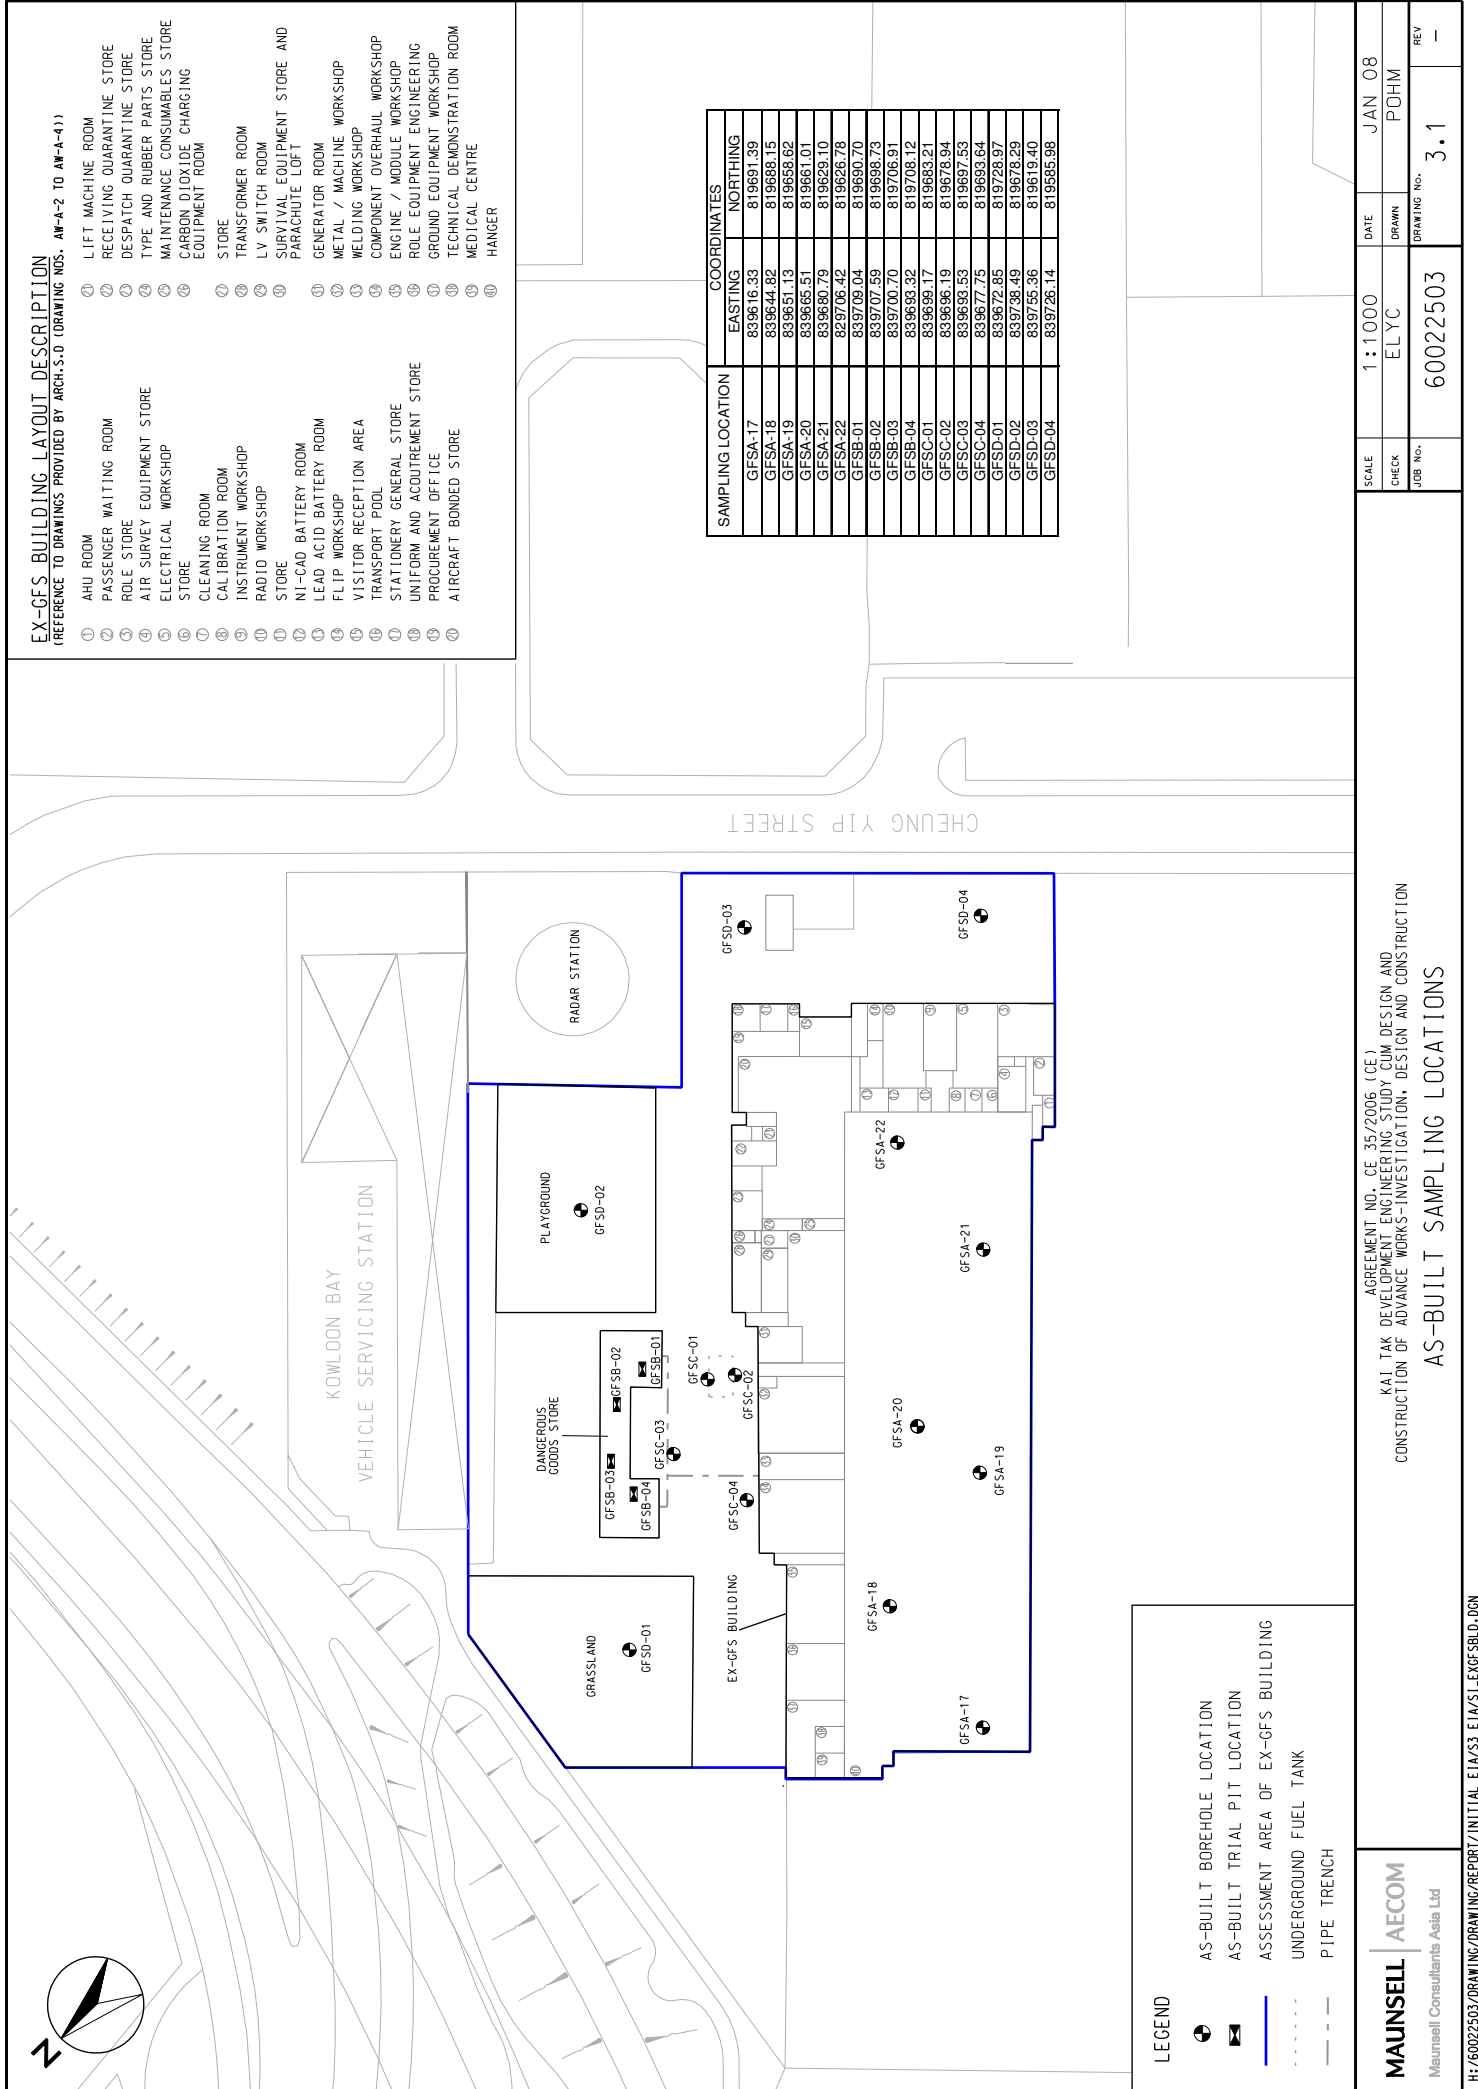 EX-GFS BUILDING LAYOUT DESCRIPTION
(REFERENCE TO DRAWINGS PROVIDED BY ARCH.S.D (DRAWING NOS. AW-A-2 TO AW-A-4))
1 AHU ROOM
2 PASSENGER WAITING ROOM
3 ROLE STORE
4 AIR SURVEY EQUIPMENT STORE
5 ELECTRICAL WORKSHOP
6 STORE
7 CLEANING ROOM
8 CALIBRATION ROOM
9 INSTRUMENT WORKSHOP
10 RADIO WORKSHOP
11 STORE
12 NI-CAD BATTERY ROOM
13 LEAD ACID BATTERY ROOM
14 FLIP WORKSHOP
15 VISITOR RECEPTION AREA
16 TRANSPORT POOL
17 STATIONERY GENERAL STORE
18 UNIFORM AND ACOUTREMENT STORE
19 PROCUREMENT OFFICE
20 AIRCRAFT BONDED STORE
21 LIFT MACHINE ROOM
22 RECEIVING QUARANTINE STORE
23 DESPATCH QUARANTINE STORE
24 TYPE AND RUBBER PARTS STORE
25 MAINTENANCE CONSUMABLES STORE
26 CARBON DIOXIDE CHARGING
EQUIPMENT ROOM
27 STORE
28 TRANSFORMER ROOM
29 LV SWITCH ROOM
30 SURVIVAL EQUIPMENT STORE AND
PARACHUTE LOFT
31 GENERATOR ROOM
32 METAL / MACHINE WORKSHOP
33 WELDING WORKSHOP
34 COMPONENT OVERHAUL WORKSHOP
35 ENGINE / MODULE WORKSHOP
36 ROLE EQUIPMENT ENGINEERING
37 GROUND EQUIPMENT WORKSHOP
38 TECHNICAL DEMONSTRATION ROOM
39 MEDICAL CENTRE
40 HANGER
SAMPLING LOCATION COORDINATES
EASTING NORTHING
GFSA-17 839616.33 819691.39
GFSA-18 839644.82 819688.15
GFSA-19 839651.13 819658.62
GFSA-20 839665.51 819661.01
GFSA-21 839680.79 819629.10
GFSA-22 829706.42 819626.78
GFSB-01 839709.04 819690.70
GFSB-02 839707.59 819698.73
GFSB-03 839700.70 819706.91
GFSB-04 839693.32 819708.12
GFSC-01 839699.17 819683.21
GFSC-02 839696.19 819678.94
GFSC-03 839693.53 819697.53
GFSC-04 839677.75 819693.64
GFSD-01 839672.85 819728.97
GFSD-02 839738.49 819678.29
GFSD-03 839755.36 819619.40
GFSD-04 839726.14 819585.98
CHEUNG YIP STREET
KOWLOON BAY
VEHICLE SERVICING STATION
RADAR STATION
PLAYGROUND
GFSD-02
GFSD-03
GFSD-04
DANGEROUS
GOODS STORE
GFSB-01
GFSB-02
GFSB-03
GFSB-04
GFSC-01
GFSC-02
GFSC-03
GFSC-04
GRASSLAND
GFSD-01
EX-GFS BUILDING
GFSA-17
GFSA-18
GFSA-19
GFSA-20
GFSA-21
GFSA-22
N
LEGEND
AS-BUILT BOREHOLE LOCATION
AS-BUILT TRIAL PIT LOCATION
ASSESSMENT AREA OF EX-GFS BUILDING
UNDERGROUND FUEL TANK
PIPE TRENCH
MAUNSELL AECOM
Maunsell Consultants Asia Ltd
AGREEMENT NO. CE 35/2006 (CE)
KAI TAK DEVELOPMENT ENGINEERING STUDY CUM DESIGN AND
CONSTRUCTION OF ADVANCE WORKS-INVESTIGATION, DESIGN AND CONSTRUCTION
AS-BUILT SAMPLING LOCATIONS
SCALE 1:1000 DATE JAN 08
CHECK ELYC DRAWN POHM
JOB No. 60022503 DRAWING No. 3.1 REV -
H:/60022503/DRAWING/REPORT/INITIAL EIA/S3 EIA/SI_EXGFSBLD.DGN